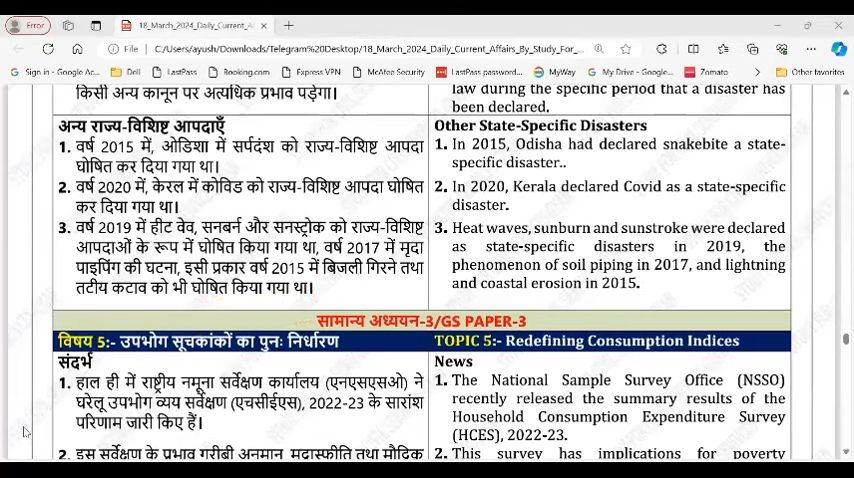 Error
18_March_2024_Daily_Current_A
File
C:/Users/ayush/Downloads/Telegram%20Desktop/18_March_2024_Daily_Current_Affairs_By_Study_For_...
Sign in - Google Ac...
Dell
LastPass
Booking.com
Express VPN
McAfee Security
LastPass password...
MyWay
My Drive - Google...
Zomato
Other favorites
किसी अन्य कानून पर अत्यधिक प्रभाव पड़ेगा।
law during the specific period that a disaster has
been declared.
अन्य राज्य-विशिष्ट आपदाएँ
1. वर्ष 2015 में, ओडिशा में सर्पदंश को राज्य-विशिष्ट आपदा
घोषित कर दिया गया था।
2. वर्ष 2020 में, केरल में कोविड को राज्य-विशिष्ट आपदा घोषित
कर दिया गया था।
3. वर्ष 2019 में हीट वेव, सनबर्न और सनस्ट्रोक को राज्य-विशिष्ट
आपदाओं के रूप में घोषित किया गया था, वर्ष 2017 में मृदा
पाइपिंग की घटना, इसी प्रकार वर्ष 2015 में बिजली गिरने तथा
तटीय कटाव को भी घोषित किया गया था।
Other State-Specific Disasters
1. In 2015, Odisha had declared snakebite a state-
specific disaster..
2. In 2020, Kerala declared Covid as a state-specific
disaster.
3. Heat waves, sunburn and sunstroke were declared
as state-specific disasters in 2019, the
phenomenon of soil piping in 2017, and lightning
and coastal erosion in 2015.
सामान्य अध्ययन-3/GS PAPER-3
विषय 5:- उपभोग सूचकांकों का पुनः निर्धारण
TOPIC 5:- Redefining Consumption Indices
संदर्भ
1. हाल ही में राष्ट्रीय नमूना सर्वेक्षण कार्यालय (एनएसएसओ) ने
घरेलू उपभोग व्यय सर्वेक्षण (एचसीईएस), 2022-23 के सारांश
परिणाम जारी किए हैं।
2. इस सर्वेक्षण के प्रभाव गरीबी अनुमान, मुद्रास्फीति तथा मौद्रिक
News
1. The National Sample Survey Office (NSSO)
recently released the summary results of the
Household Consumption Expenditure Survey
(HCES), 2022-23.
2. This survey has implications for poverty